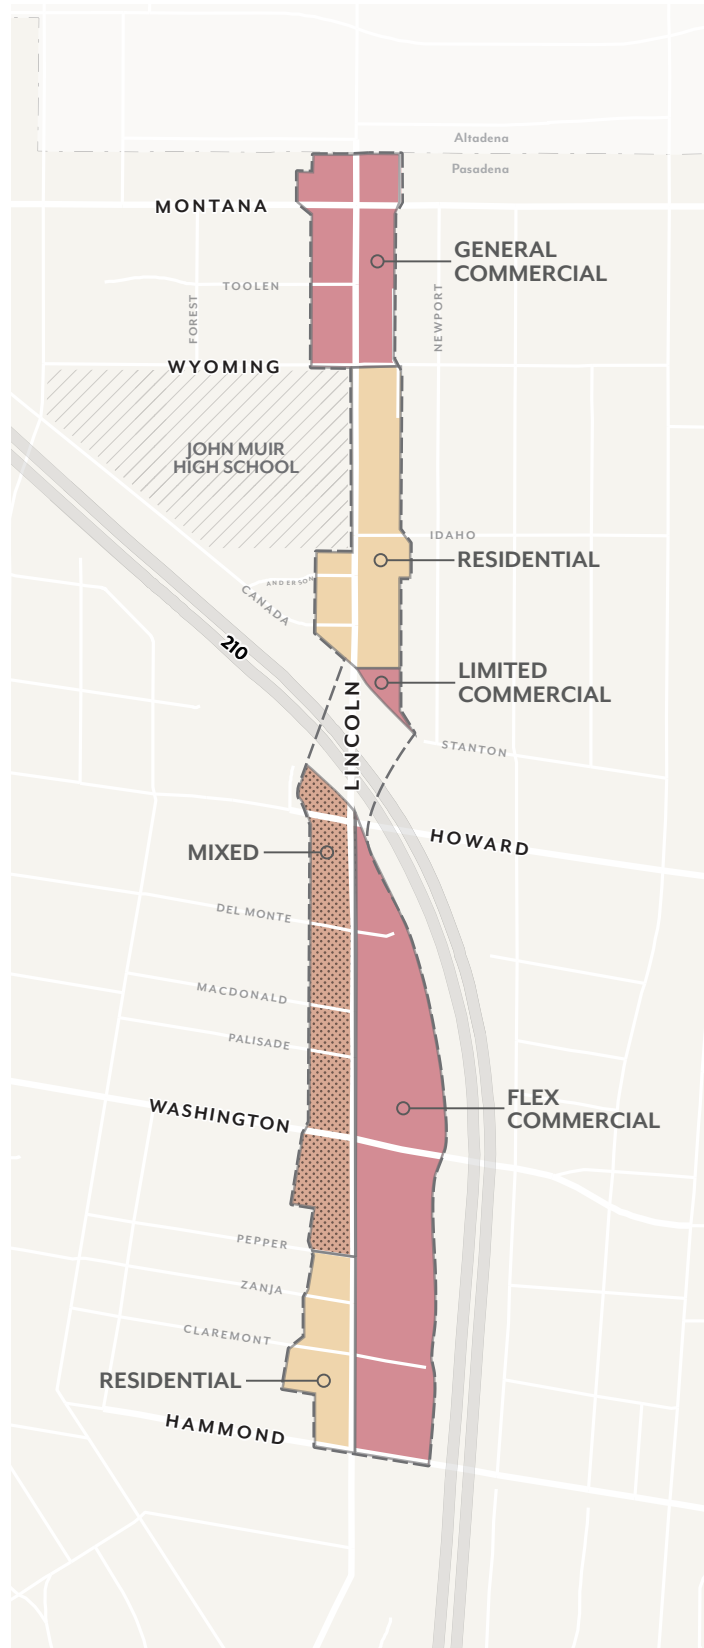 Altadena
Pasadena
MONTANA
GENERAL
COMMERCIAL
TOOLEN
FOREST
NEWPORT
WYOMING
JOHN MUIR
HIGH SCHOOL
IDAHO
RESIDENTIAL
ANDERSON
CANADA
210
LIMITED
COMMERCIAL
LINCOLN
STANTON
HOWARD
MIXED
DEL MONTE
MACDONALD
PALISADE
FLEX
COMMERCIAL
WASHINGTON
PEPPER
ZANJA
CLAREMONT
RESIDENTIAL
HAMMOND